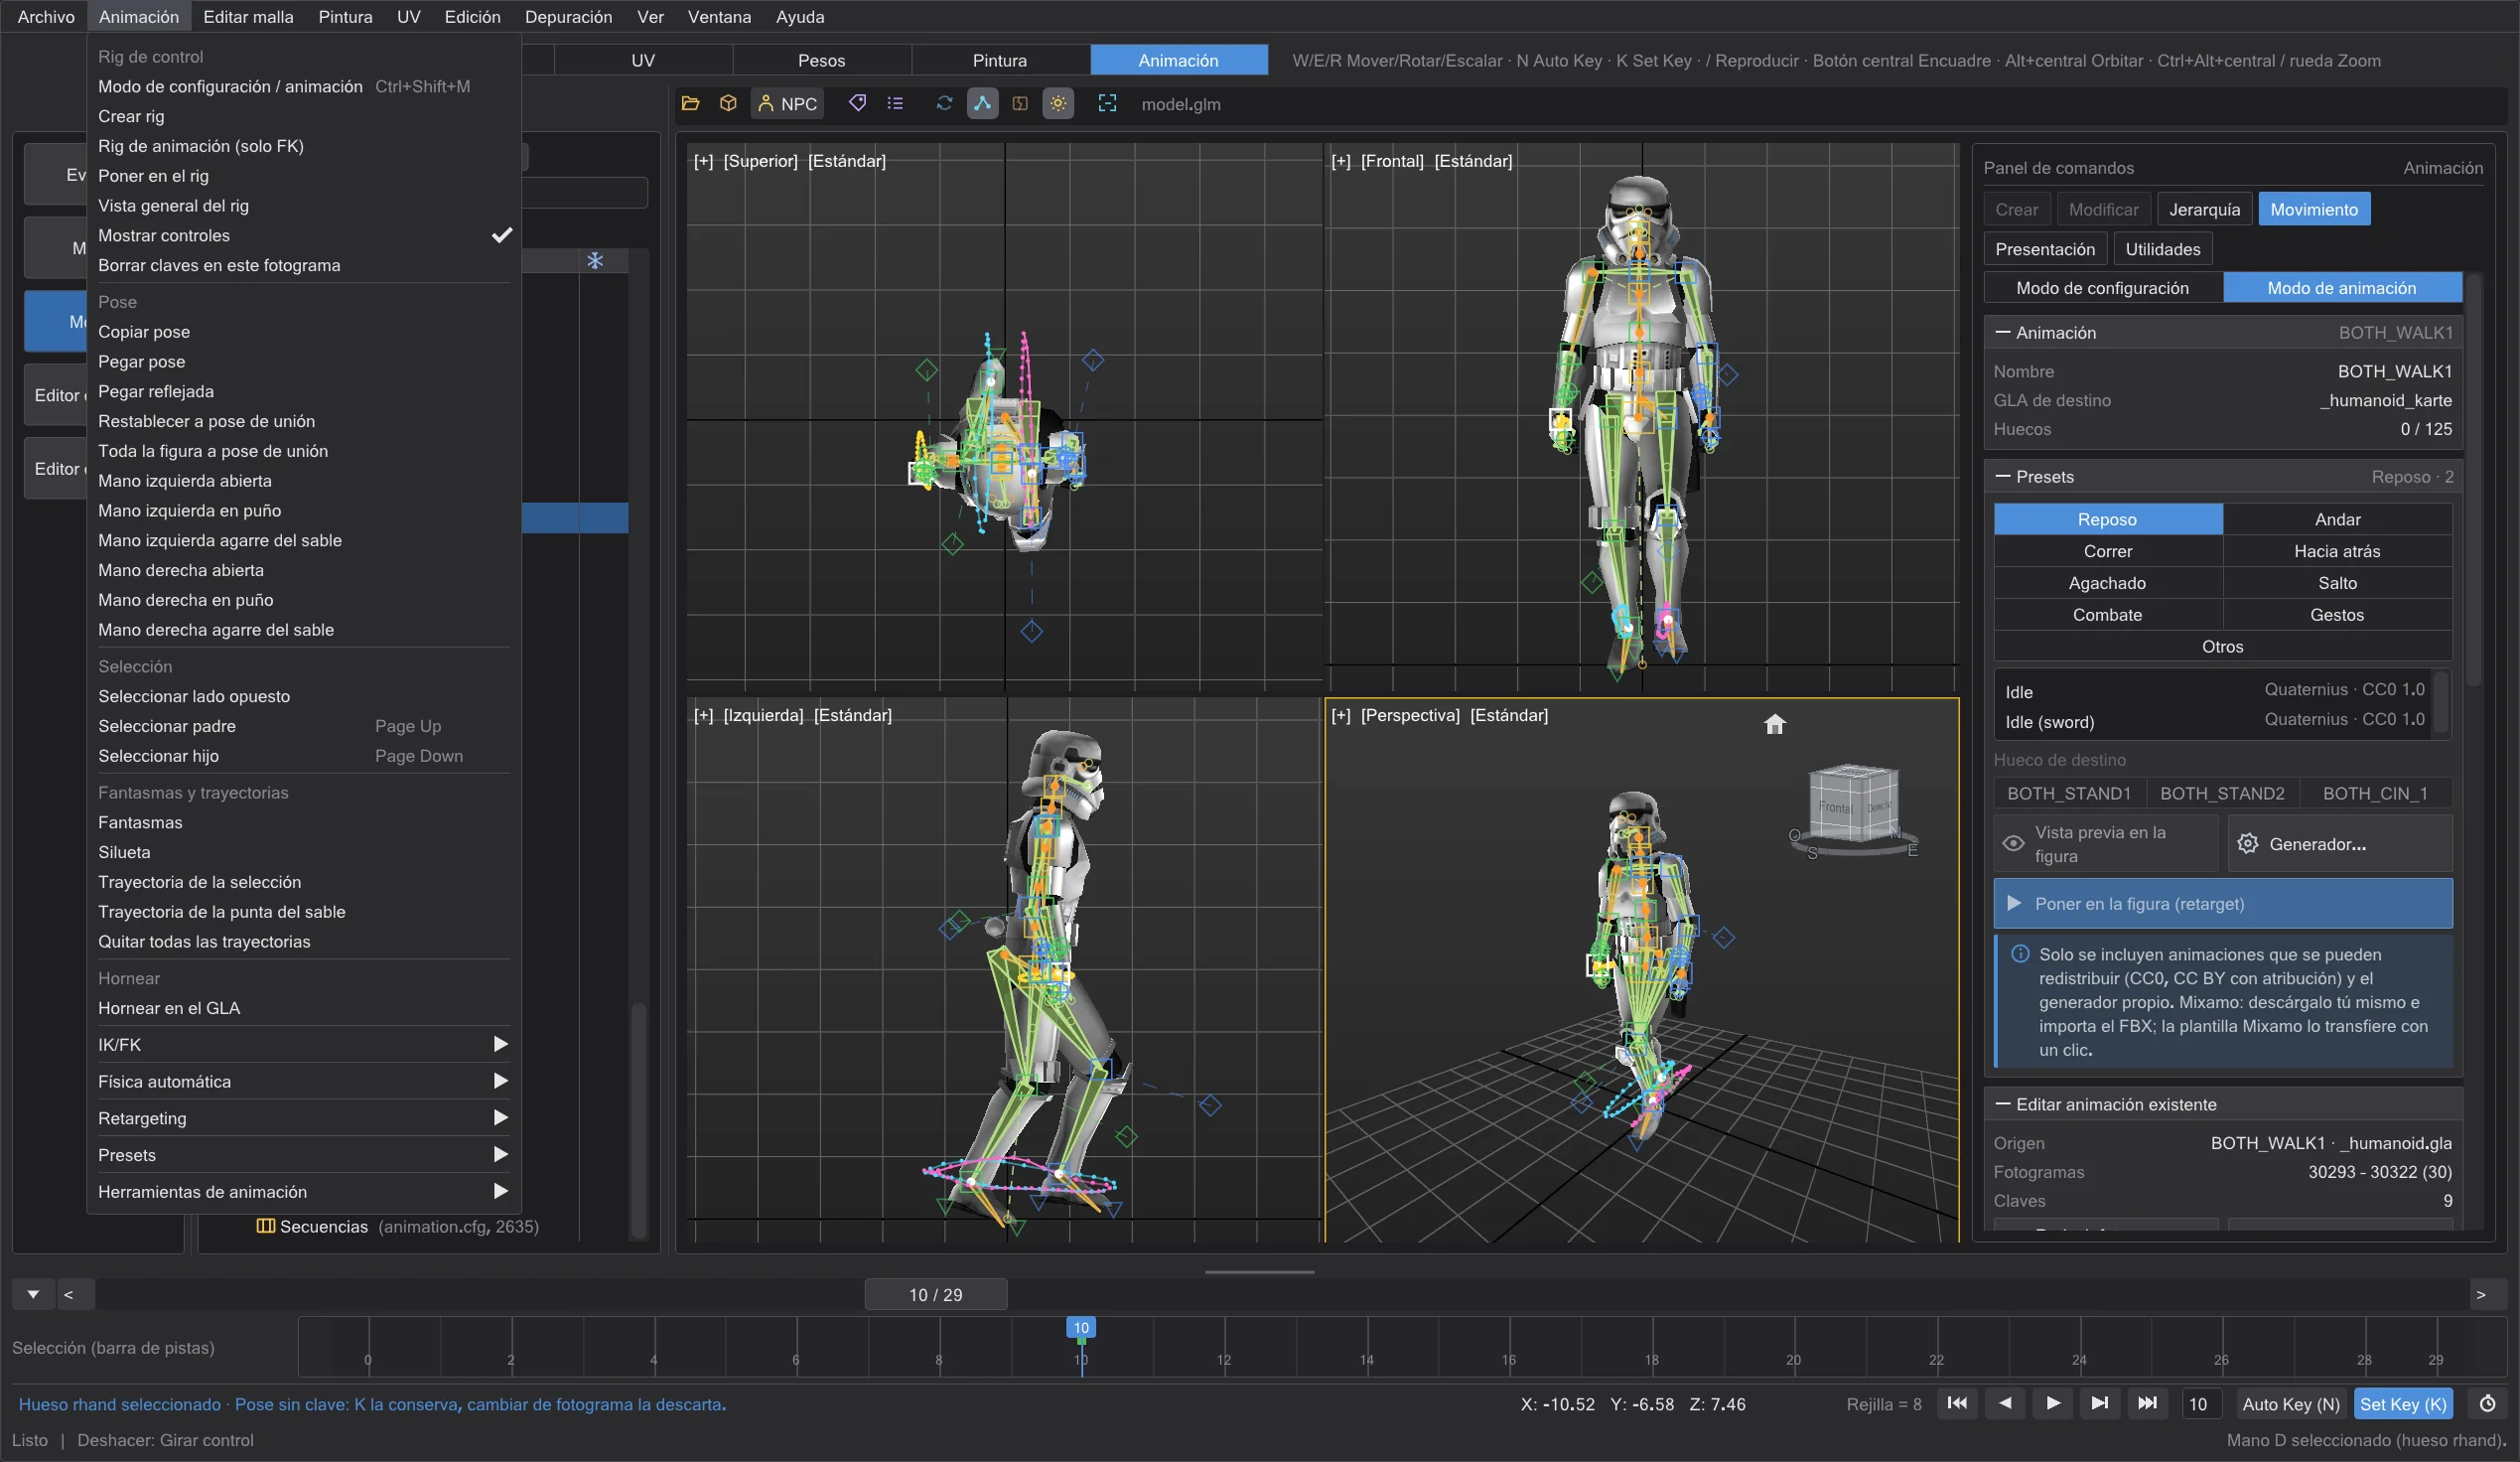 Archivo Animación Editar malla Pintura UV Edición Depuración Ver Ventana Ayuda
UV Pesos Pintura Animación W/E/R Mover/Rotar/Escalar · N Auto Key · K Set Key · / Reproducir · Botón central Encuadre · Alt+central Orbitar · Ctrl+Alt+central / rueda Zoom
NPC model.glm
Rig de control
Modo de configuración / animación Ctrl+Shift+M
Crear rig
Rig de animación (solo FK)
Poner en el rig
Vista general del rig
Mostrar controles
Borrar claves en este fotograma
Pose
Copiar pose
Pegar pose
Pegar reflejada
Restablecer a pose de unión
Toda la figura a pose de unión
Mano izquierda abierta
Mano izquierda en puño
Mano izquierda agarre del sable
Mano derecha abierta
Mano derecha en puño
Mano derecha agarre del sable
Selección
Seleccionar lado opuesto
Seleccionar padre Page Up
Seleccionar hijo Page Down
Fantasmas y trayectorias
Fantasmas
Silueta
Trayectoria de la selección
Trayectoria de la punta del sable
Quitar todas las trayectorias
Hornear
Hornear en el GLA
IK/FK
Física automática
Retargeting
Presets
Herramientas de animación
Ev
M
Mo
Editor
Editor
Secuencias (animation.cfg, 2635)
[+] [Superior] [Estándar]
[+] [Frontal] [Estándar]
[+] [Izquierda] [Estándar]
[+] [Perspectiva] [Estándar]
Frontal Derecha
O S N E
Panel de comandos Animación
Crear Modificar Jerarquía Movimiento
Presentación Utilidades
Modo de configuración Modo de animación
Animación BOTH_WALK1
Nombre BOTH_WALK1
GLA de destino _humanoid_karte
Huecos 0 / 125
Presets Reposo · 2
Reposo Andar
Correr Hacia atrás
Agachado Salto
Combate Gestos
Otros
Idle Quaternius · CC0 1.0
Idle (sword) Quaternius · CC0 1.0
Hueco de destino
BOTH_STAND1 BOTH_STAND2 BOTH_CIN_1
Vista previa en la
figura
Generador...
Poner en la figura (retarget)
Solo se incluyen animaciones que se pueden
redistribuir (CC0, CC BY con atribución) y el
generador propio. Mixamo: descárgalo tú mismo e
importa el FBX; la plantilla Mixamo lo transfiere con
un clic.
Editar animación existente
Origen BOTH_WALK1 · _humanoid.gla
Fotogramas 30293 - 30322 (30)
Claves 9
< 10 / 29 >
10
Selección (barra de pistas) 0 2 4 6 8 10 12 14 16 18 20 22 24 26 28 29
Hueso rhand seleccionado · Pose sin clave: K la conserva, cambiar de fotograma la descarta. X: -10.52 Y: -6.58 Z: 7.46 Rejilla = 8 10 Auto Key (N) Set Key (K)
Listo | Deshacer: Girar control Mano D seleccionado (hueso rhand).